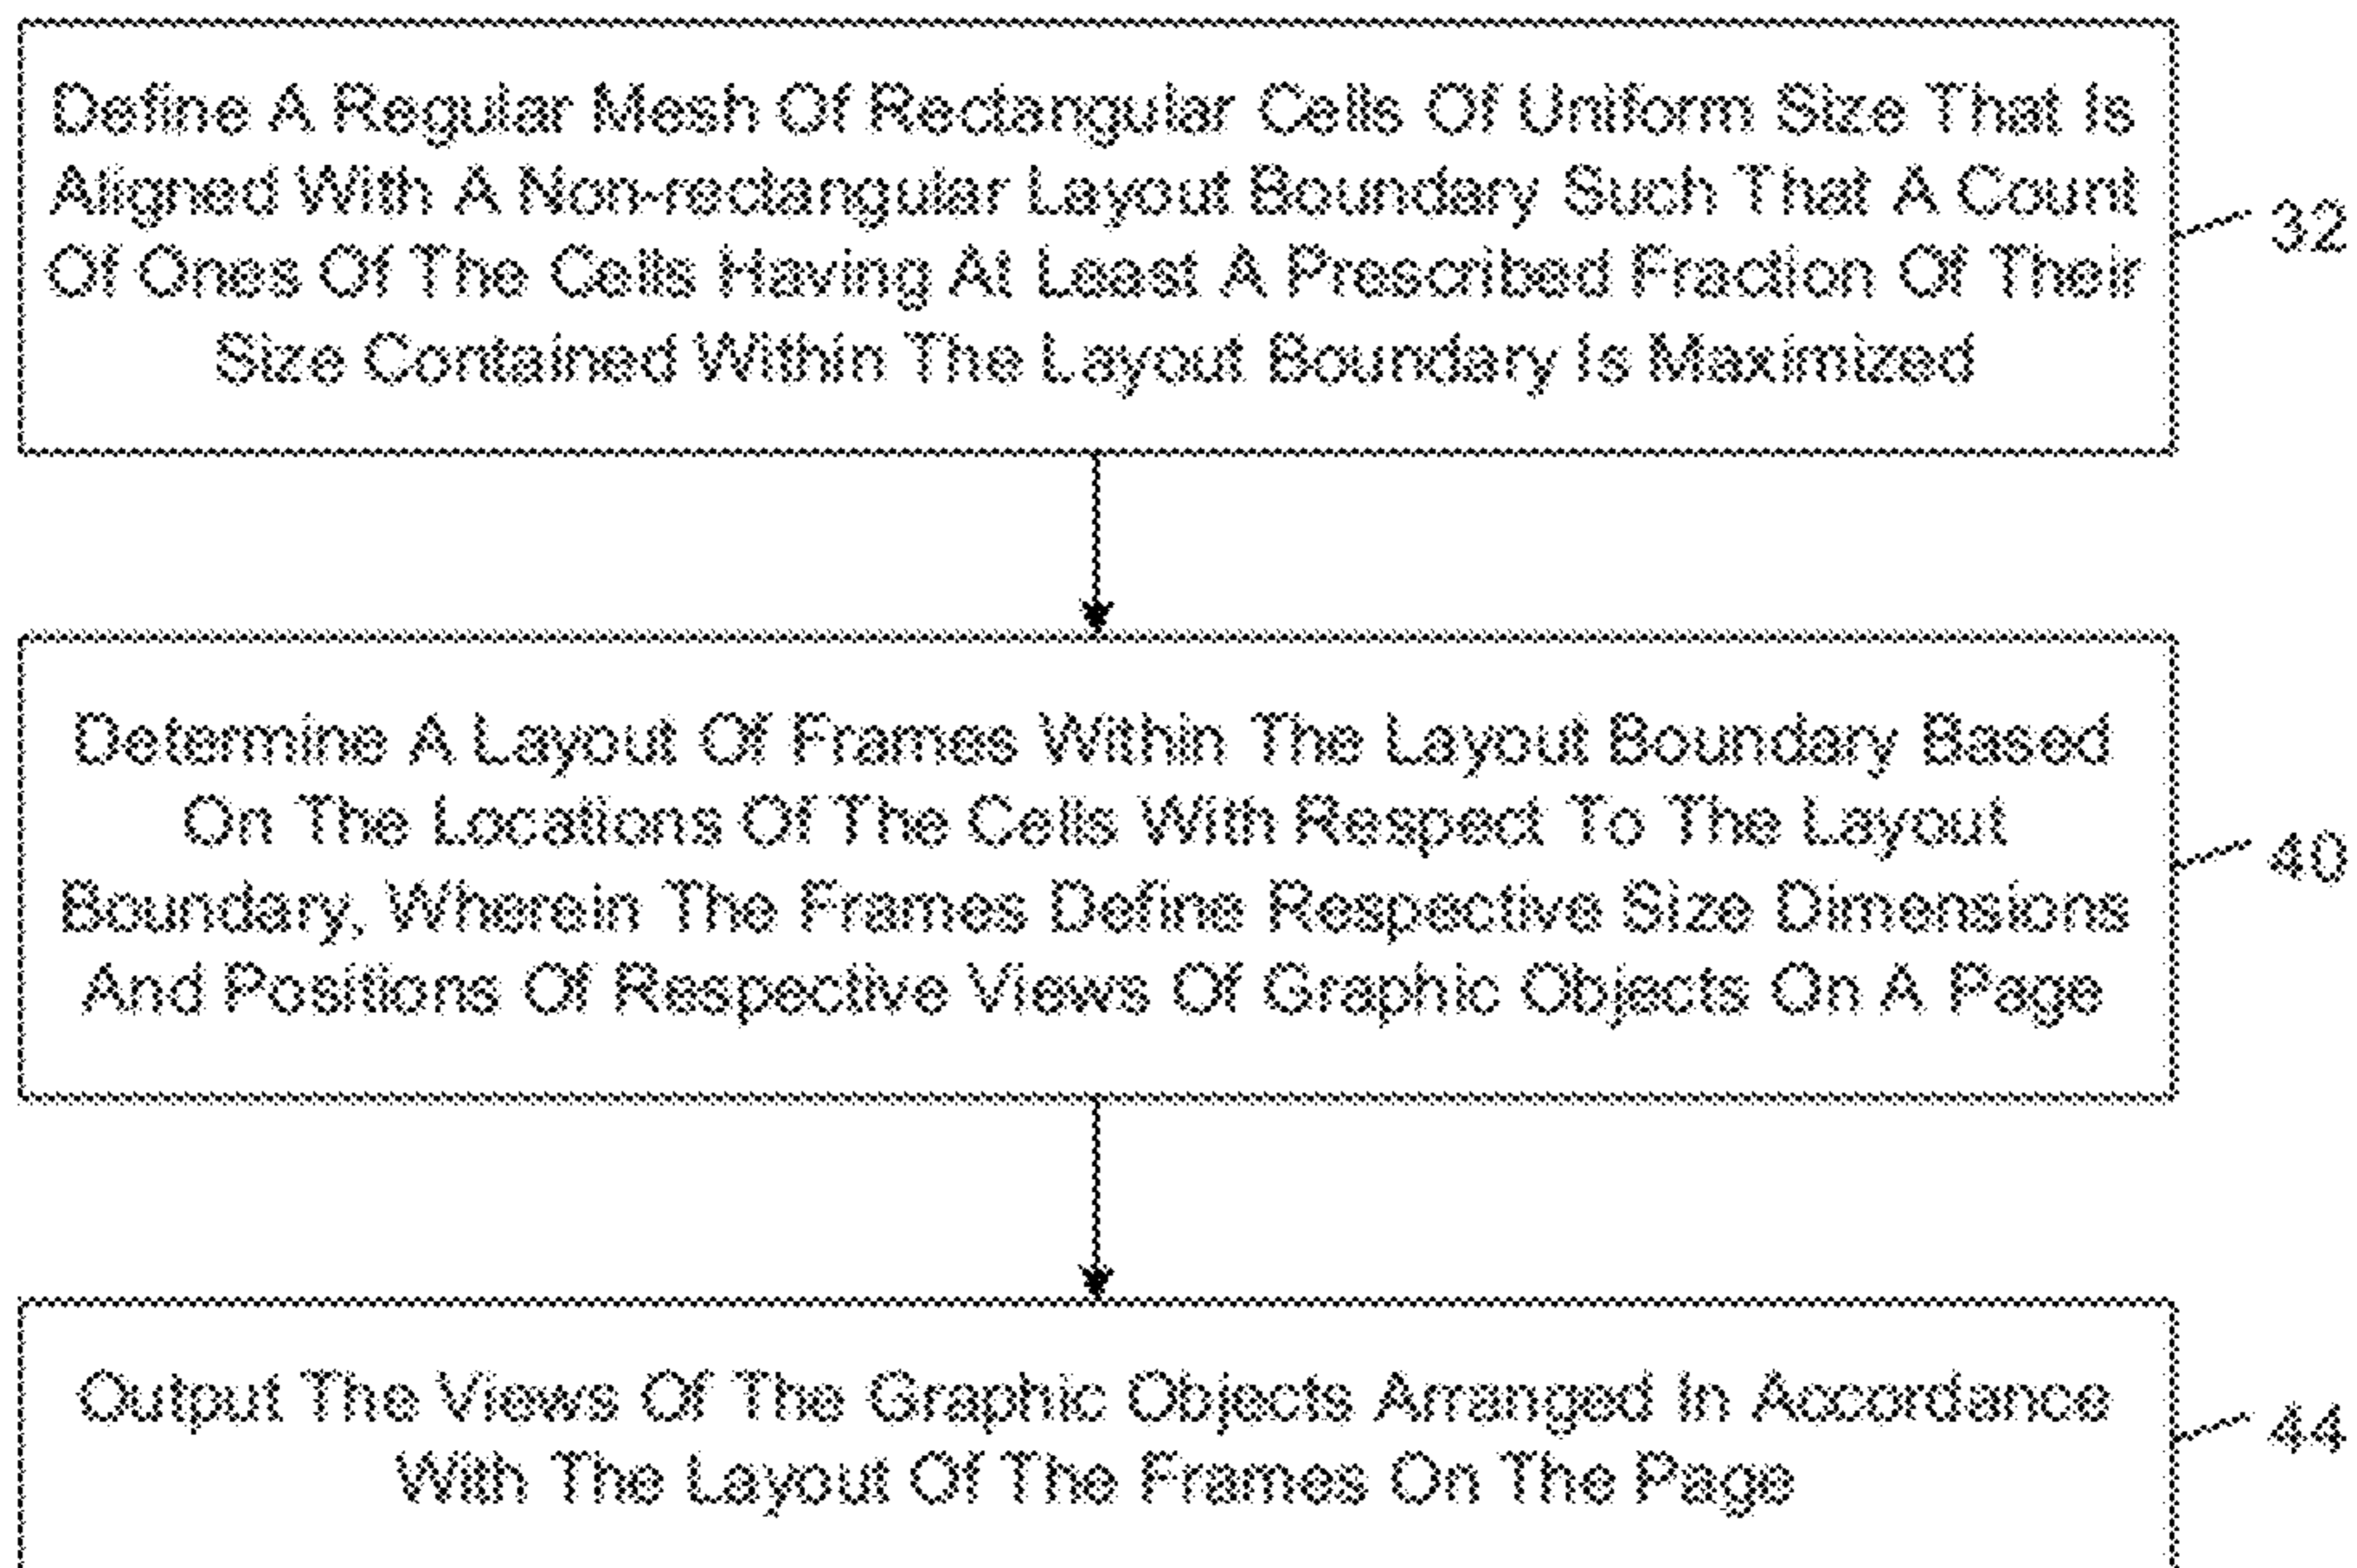 Define A Regular Mesh Of Rectangular Cells Of Uniform Size That Is
Aligned With A Non-rectangular Layout Boundary Such That A Count
Of Ones Of The Cells Having At Least A Prescribed Fraction Of Their
Size Contained Within The Layout Boundary Is Maximized
32
Determine A Layout Of Frames Within The Layout Boundary Based
On The Locations Of The Cells With Respect To The Layout
Boundary, Wherein The Frames Define Respective Size Dimensions
And Positions Of Respective Views Of Graphic Objects On A Page
40
Output The Views Of The Graphic Objects Arranged In Accordance
With The Layout Of The Frames On The Page
44